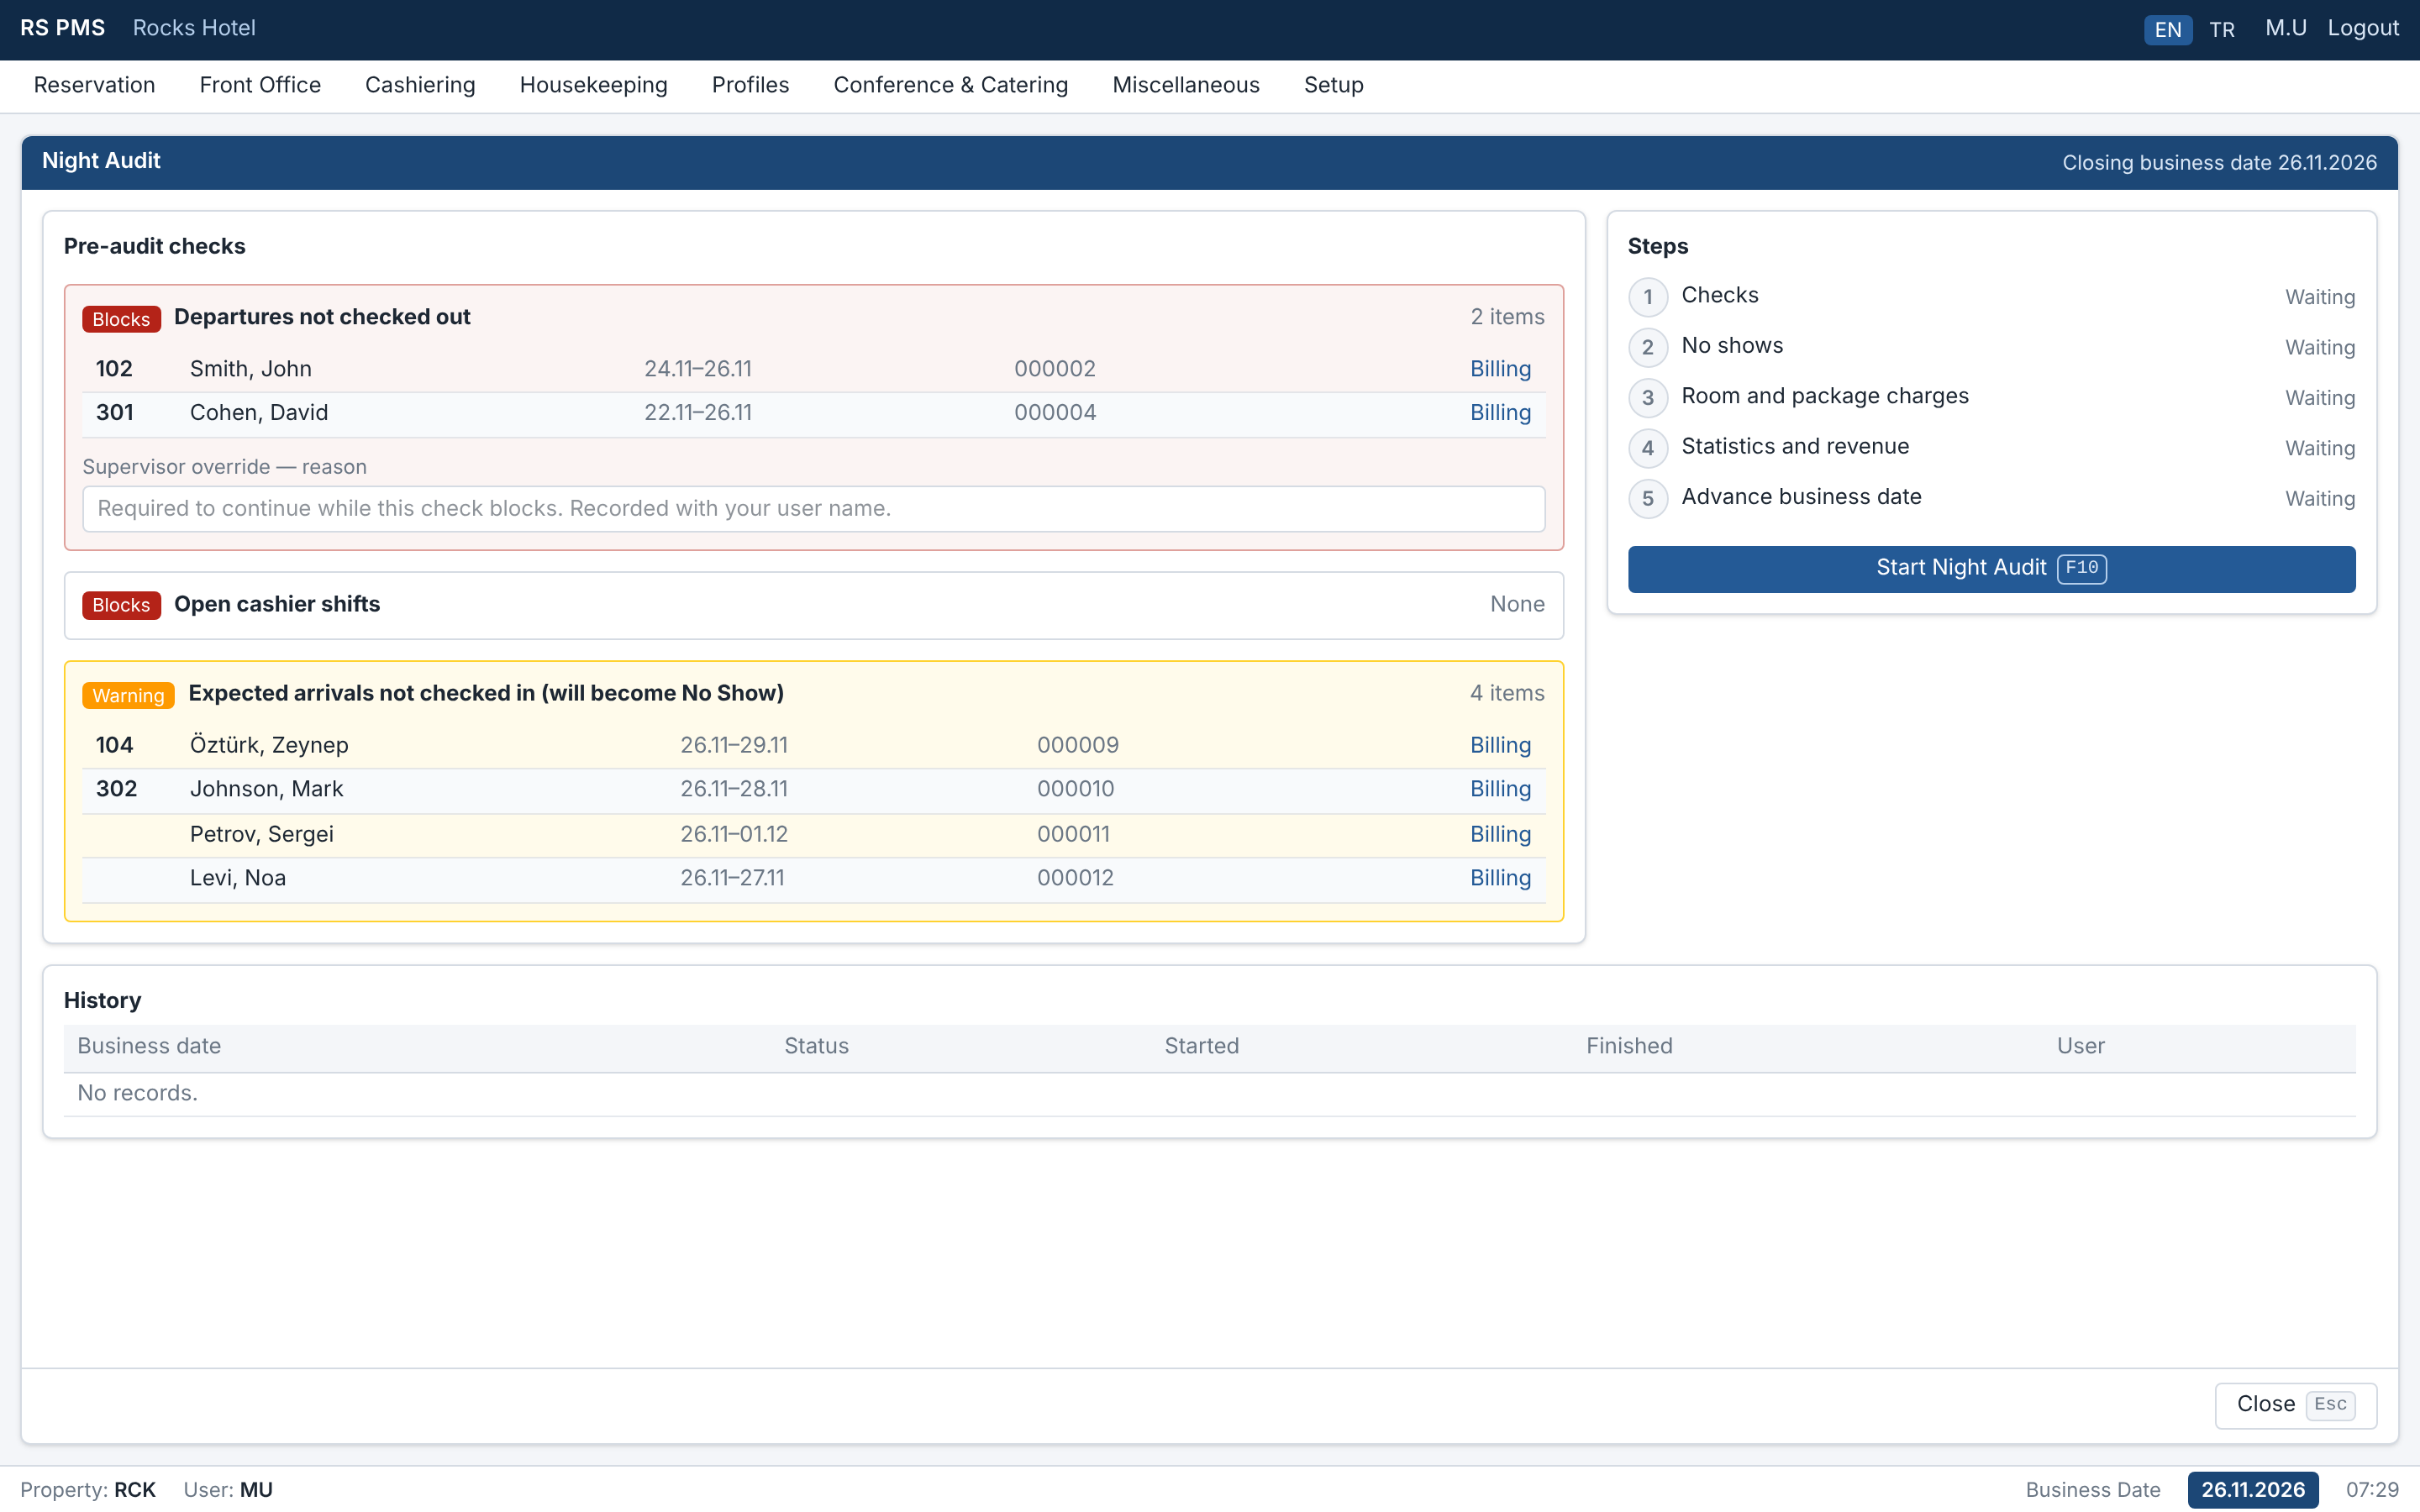 RS PMS Rocks Hotel EN TR M.U Logout
Reservation Front Office Cashiering Housekeeping Profiles Conference & Catering Miscellaneous Setup
Night Audit Closing business date 26.11.2026
Pre-audit checks
Blocks Departures not checked out 2 items
102 Smith, John 24.11–26.11 000002 Billing
301 Cohen, David 22.11–26.11 000004 Billing
Supervisor override — reason
Required to continue while this check blocks. Recorded with your user name.
Blocks Open cashier shifts None
Warning Expected arrivals not checked in (will become No Show) 4 items
104 Öztürk, Zeynep 26.11–29.11 000009 Billing
302 Johnson, Mark 26.11–28.11 000010 Billing
Petrov, Sergei 26.11–01.12 000011 Billing
Levi, Noa 26.11–27.11 000012 Billing
Steps
1 Checks Waiting
2 No shows Waiting
3 Room and package charges Waiting
4 Statistics and revenue Waiting
5 Advance business date Waiting
Start Night Audit F10
History
Business date Status Started Finished User
No records.
Close Esc
Property: RCK User: MU Business Date 26.11.2026 07:29